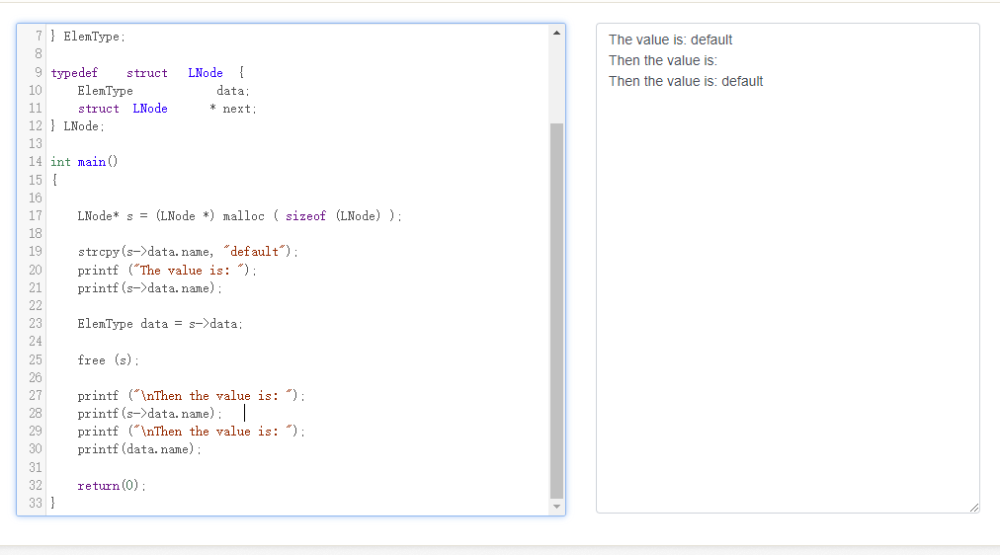 7 } ElemType;
8
9 typedef    struct   LNode  {
10     ElemType            data;
11     struct  LNode      * next;
12 } LNode;
13
14 int main()
15 {
16
17     LNode* s = (LNode *) malloc ( sizeof (LNode) );
18
19     strcpy(s->data.name, "default");
20     printf ("The value is: ");
21     printf(s->data.name);
22
23     ElemType data = s->data;
24
25     free (s);
26
27     printf ("\nThen the value is: ");
28     printf(s->data.name);
29     printf ("\nThen the value is: ");
30     printf(data.name);
31
32     return(0);
33 }
The value is: default
Then the value is:
Then the value is: default